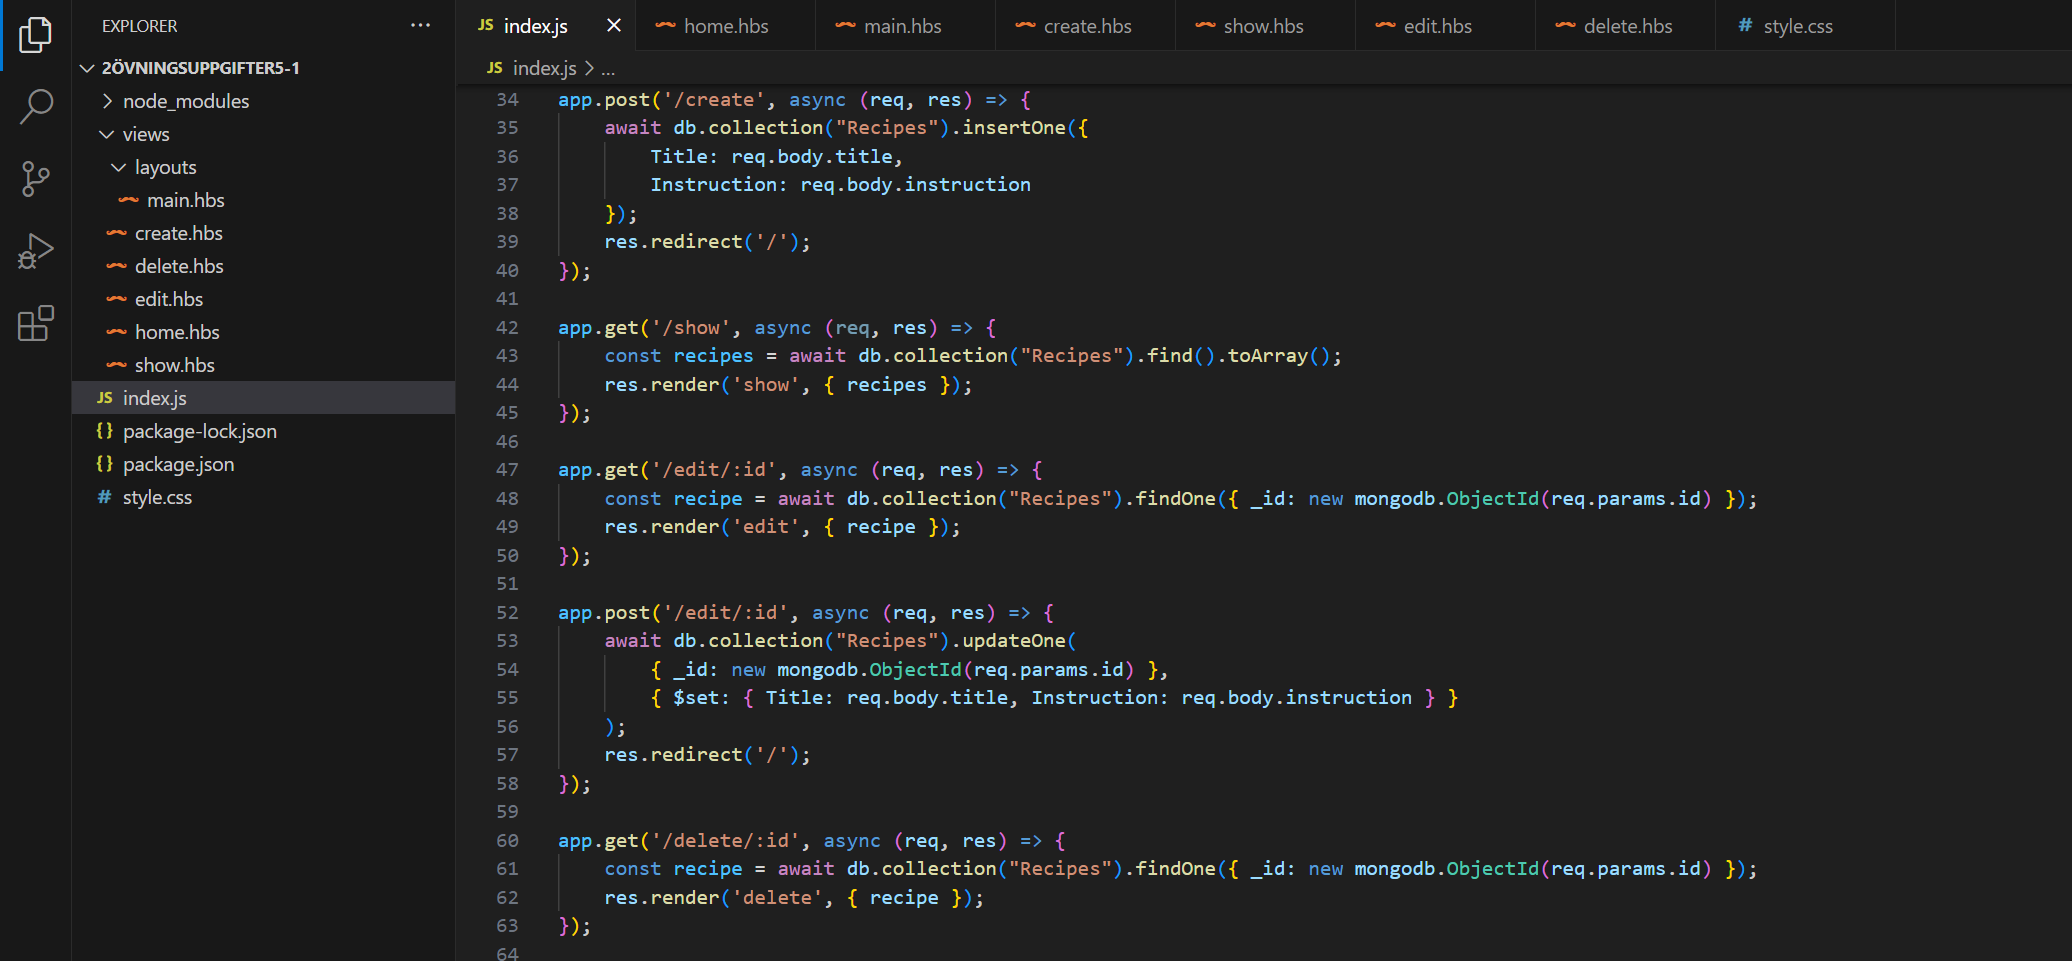 EXPLORER
2ÖVNINGSUPPGIFTER5-1
node_modules
views
layouts
main.hbs
create.hbs
delete.hbs
edit.hbs
home.hbs
show.hbs
JS index.js
{} package-lock.json
{} package.json
# style.css
JS index.js
home.hbs
main.hbs
create.hbs
show.hbs
edit.hbs
delete.hbs
# style.css
JS index.js > ...
34 app.post('/create', async (req, res) => {
35     await db.collection("Recipes").insertOne({
36         Title: req.body.title,
37         Instruction: req.body.instruction
38     });
39     res.redirect('/');
40 });
41
42 app.get('/show', async (req, res) => {
43     const recipes = await db.collection("Recipes").find().toArray();
44     res.render('show', { recipes });
45 });
46
47 app.get('/edit/:id', async (req, res) => {
48     const recipe = await db.collection("Recipes").findOne({ _id: new mongodb.ObjectId(req.params.id) });
49     res.render('edit', { recipe });
50 });
51
52 app.post('/edit/:id', async (req, res) => {
53     await db.collection("Recipes").updateOne(
54         { _id: new mongodb.ObjectId(req.params.id) },
55         { $set: { Title: req.body.title, Instruction: req.body.instruction } }
56     );
57     res.redirect('/');
58 });
59
60 app.get('/delete/:id', async (req, res) => {
61     const recipe = await db.collection("Recipes").findOne({ _id: new mongodb.ObjectId(req.params.id) });
62     res.render('delete', { recipe });
63 });
64